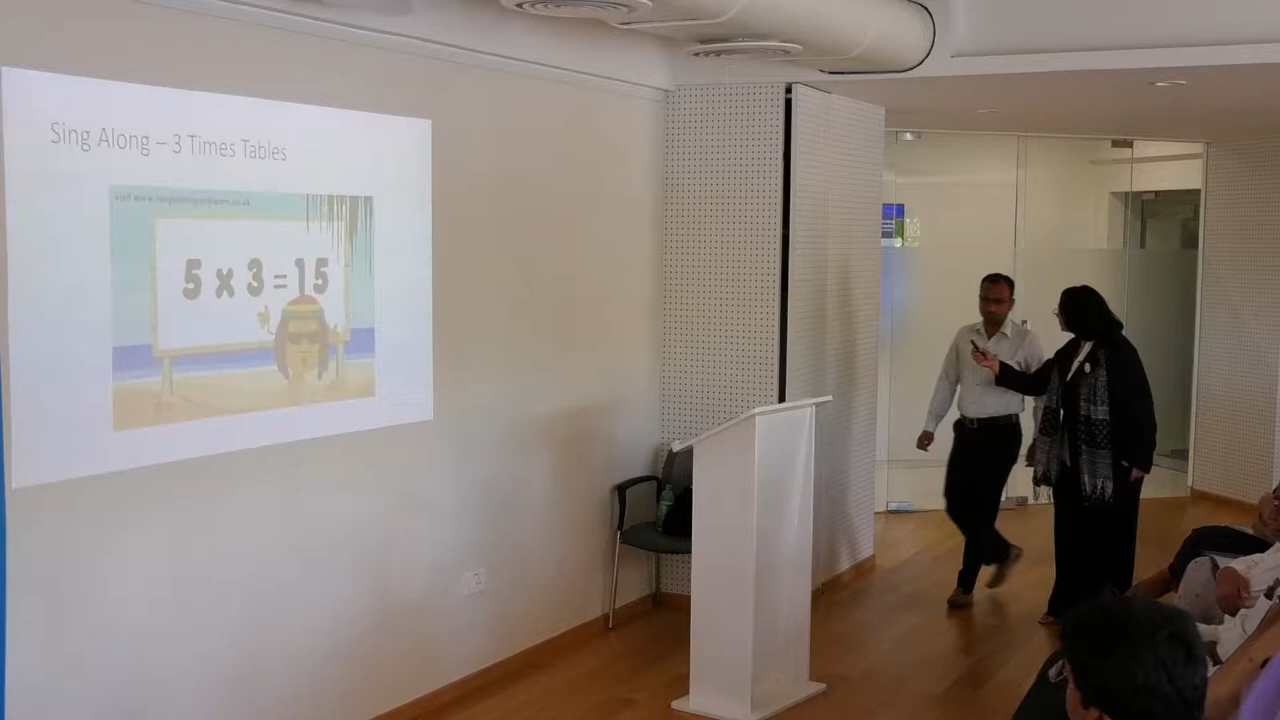 Sing Along – 3 Times Tables
5 x 3 = 15